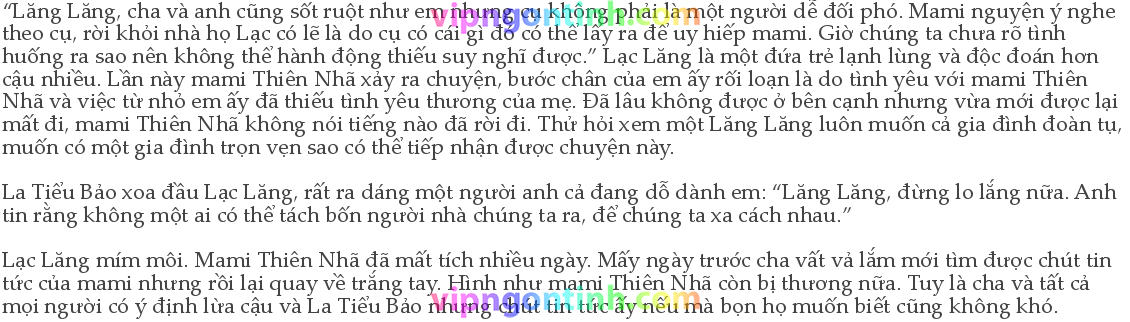 “Lăng Lăng, cha và anh cũng sốt ruột như em nhưng cụ không phải là một người dễ đối phó. Mami nguyện ý nghe
vipngontinh.com
theo cụ, rời khỏi nhà họ Lạc có lẽ là do cụ có cái gì đó có thể lấy ra để uy hiếp mami. Giờ chúng ta chưa rõ tình
huống ra sao nên không thể hành động thiếu suy nghĩ được.” Lạc Lăng là một đứa trẻ lạnh lùng và độc đoán hơn
cậu nhiều. Lần này mami Thiên Nhã xảy ra chuyện, bước chân của em ấy rối loạn là do tình yêu với mami Thiên
Nhã và việc từ nhỏ em ấy đã thiếu tình yêu thương của mẹ. Đã lâu không được ở bên cạnh nhưng vừa mới được lại
mất đi, mami Thiên Nhã không nói tiếng nào đã rời đi. Thử hỏi xem một Lăng Lăng luôn muốn cả gia đình đoàn tụ,
muốn có một gia đình trọn vẹn sao có thể tiếp nhận được chuyện này.
La Tiểu Bảo xoa đầu Lạc Lăng, rất ra dáng một người anh cả đang dỗ dành em: “Lăng Lăng, đừng lo lắng nữa. Anh
tin rằng không một ai có thể tách bốn người nhà chúng ta ra, để chúng ta xa cách nhau.”
Lạc Lăng mím môi. Mami Thiên Nhã đã mất tích nhiều ngày. Mấy ngày trước cha vất vả lắm mới tìm được chút tin
tức của mami nhưng rồi lại quay về trắng tay. Hình như mami Thiên Nhã còn bị thương nữa. Tuy là cha và tất cả
vipngontinh.com
mọi người có ý định lừa cậu và La Tiểu Bảo nhưng chút tin tức ấy nếu mà bọn họ muốn biết cũng không khó.